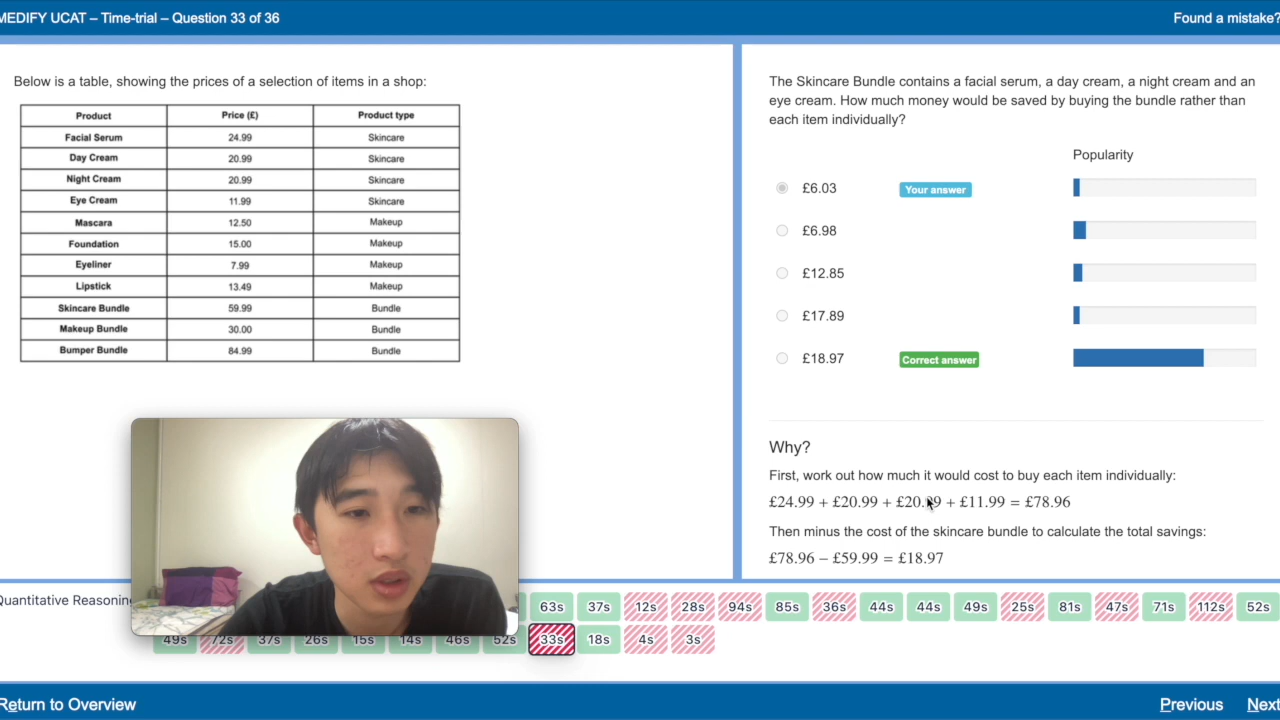 MEDIFY UCAT – Time-trial – Question 33 of 36
Found a mistake?
Below is a table, showing the prices of a selection of items in a shop:
Product Price (£) Product type
Facial Serum 24.99 Skincare
Day Cream 20.99 Skincare
Night Cream 20.99 Skincare
Eye Cream 11.99 Skincare
Mascara 12.50 Makeup
Foundation 15.00 Makeup
Eyeliner 7.99 Makeup
Lipstick 13.49 Makeup
Skincare Bundle 59.99 Bundle
Makeup Bundle 30.00 Bundle
Bumper Bundle 84.99 Bundle
The Skincare Bundle contains a facial serum, a day cream, a night cream and an
eye cream. How much money would be saved by buying the bundle rather than
each item individually?
Popularity
£6.03 Your answer
£6.98
£12.85
£17.89
£18.97 Correct answer
Why?
First, work out how much it would cost to buy each item individually:
£24.99 + £20.99 + £20.99 + £11.99 = £78.96
Then minus the cost of the skincare bundle to calculate the total savings:
£78.96 − £59.99 = £18.97
Quantitative Reasoning
63s 37s 12s 28s 94s 85s 36s 44s 44s 49s 25s 81s 47s 71s 112s 52s
49s 72s 37s 26s 15s 14s 46s 52s 33s 18s 4s 3s
Return to Overview
Previous
Next